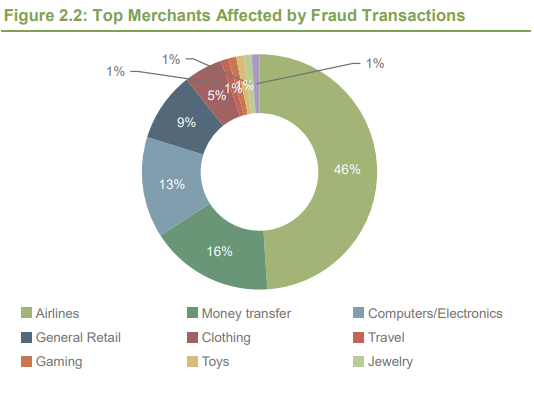 Figure 2.2: Top Merchants Affected by Fraud Transactions
1%
1%
1%
5%
1%
1%
9%
46%
13%
16%
Airlines
Money transfer
Computers/Electronics
General Retail
Clothing
Travel
Gaming
Toys
Jewelry